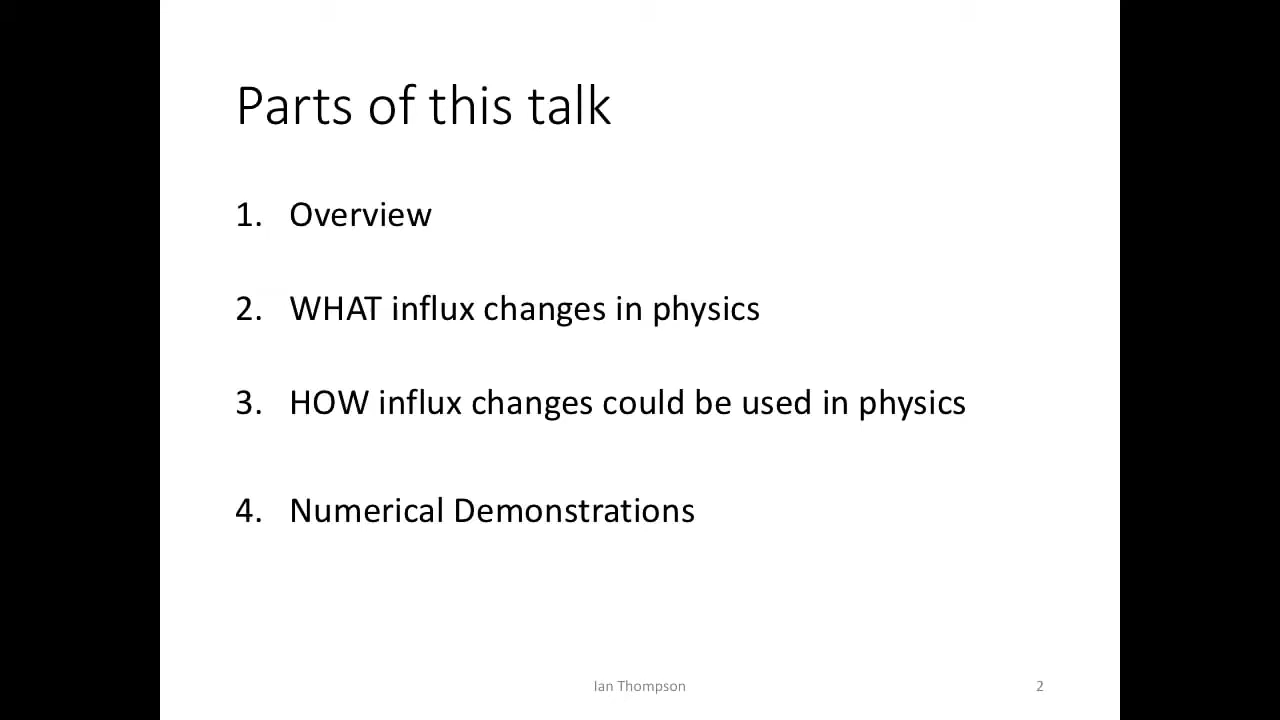 Parts of this talk
1. Overview
2. WHAT influx changes in physics
3. HOW influx changes could be used in physics
4. Numerical Demonstrations
Ian Thompson
2